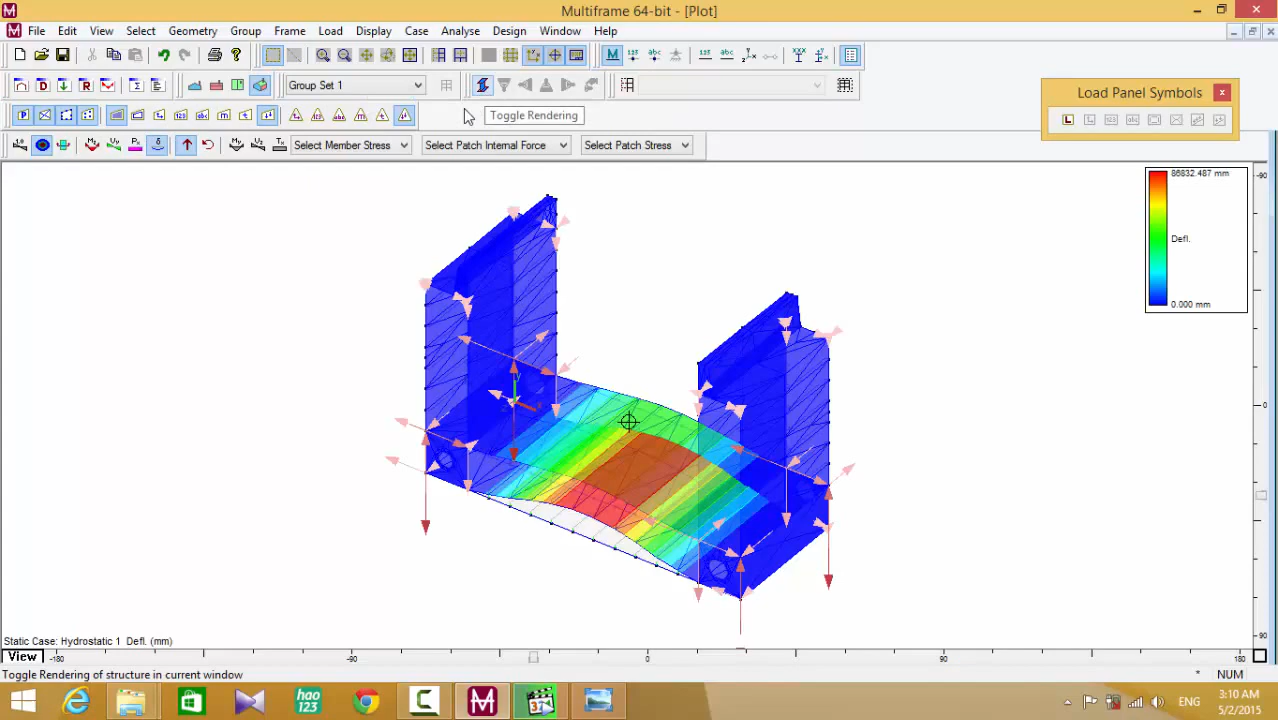 Multiframe 64-bit - [Plot]
File Edit View Select Geometry Group Frame Load Display Case Analyse Design Window Help
Group Set 1
Toggle Rendering
Load Panel Symbols
Select Member Stress
Select Patch Internal Force
Select Patch Stress
86832.487 mm
Defl.
0.000 mm
-90
0
90
Static Case: Hydrostatic 1 Defl. (mm)
View
-180 -90 0 90 180
Toggle Rendering of structure in current window
NUM
hao
123
ENG
3:10 AM
5/2/2015